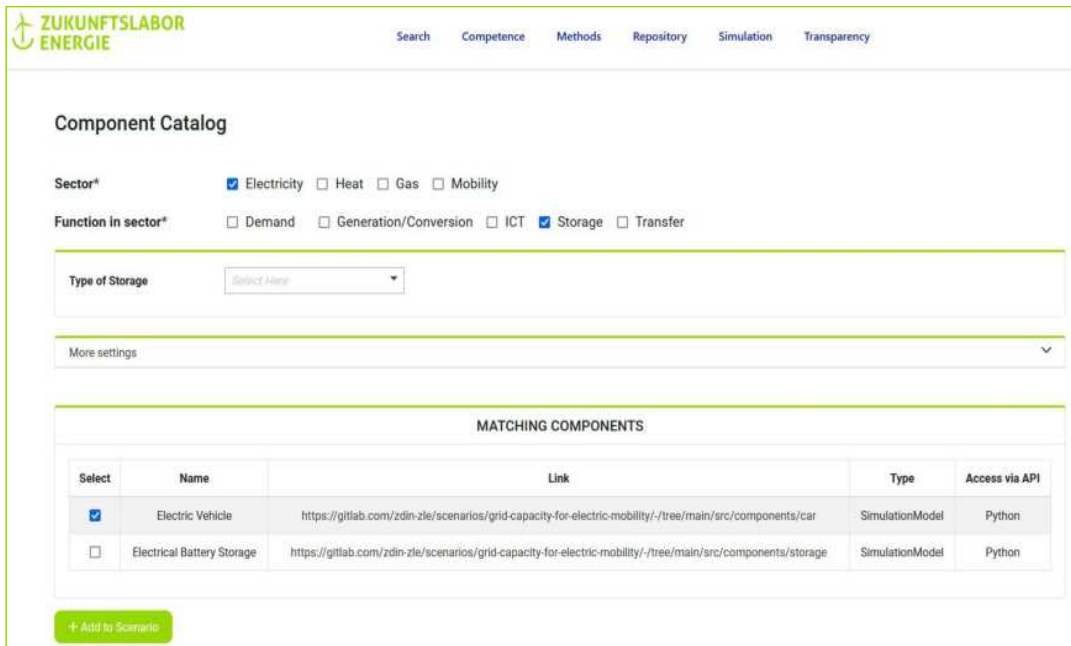 ZUKUNFTSLABOR
ENERGIE
Search Competence Methods Repository Simulation Transparency
Component Catalog
Sector* Electricity Heat Gas Mobility
Function in sector* Demand Generation/Conversion ICT Storage Transfer
Type of Storage Select Here
More settings
MATCHING COMPONENTS
Select Name Link Type Access via API
Electric Vehicle https://gitlab.com/zdin-zle/scenarios/grid-capacity-for-electric-mobility/-/tree/main/src/components/car SimulationModel Python
Electrical Battery Storage https://gitlab.com/zdin-zle/scenarios/grid-capacity-for-electric-mobility/-/tree/main/src/components/storage SimulationModel Python
+ Add to Scenario